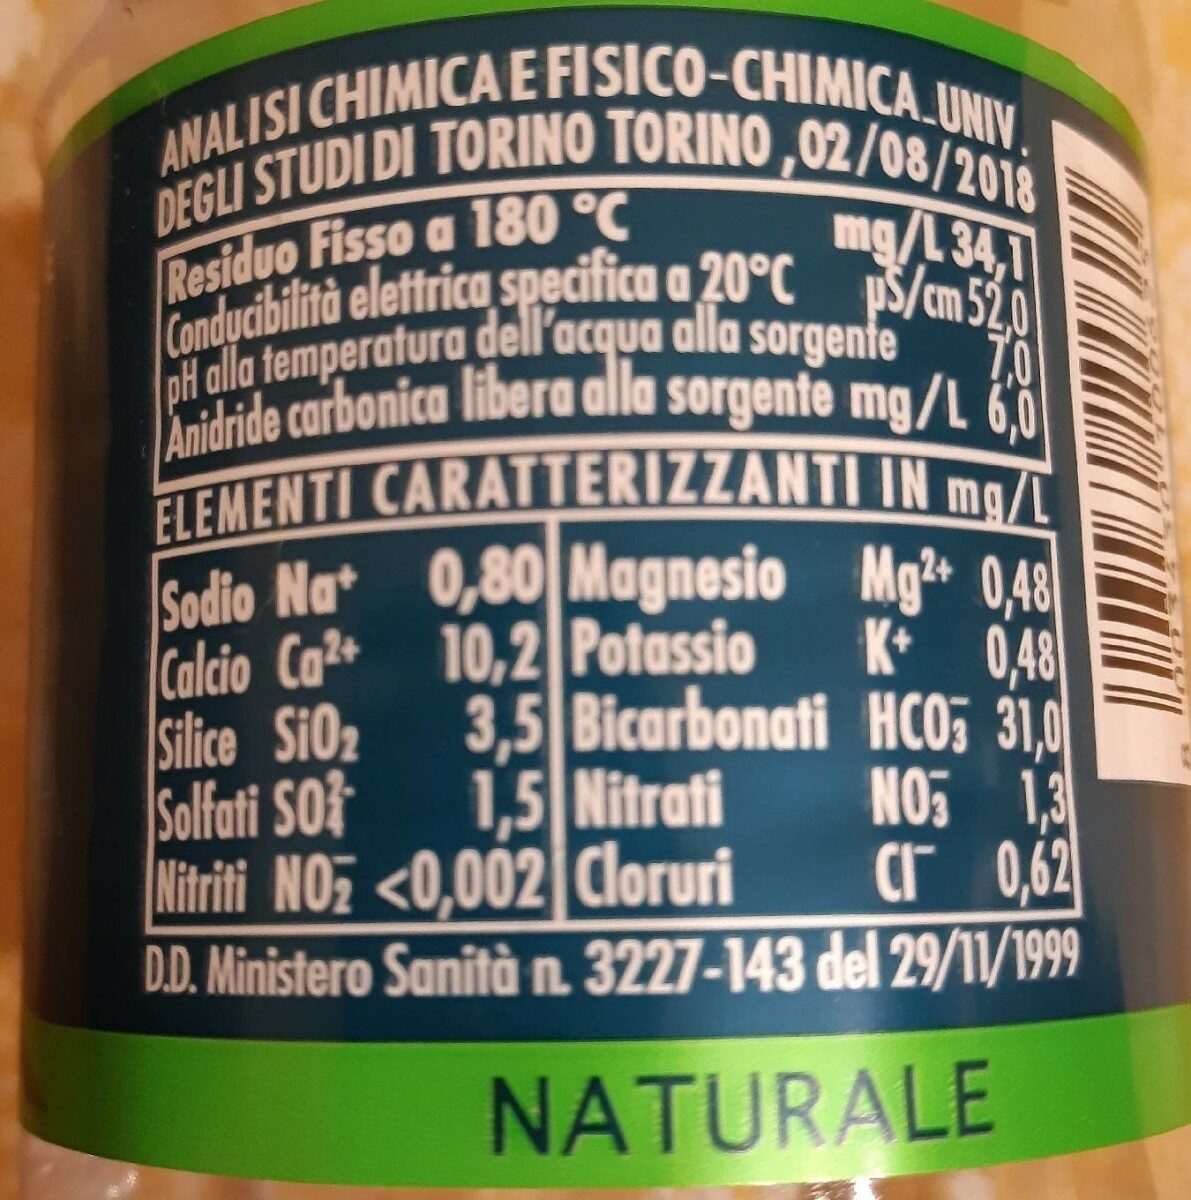 ANALISI CHIMICA E FISICO-CHIMICA_UNIV.
DEGLI STUDI DI TORINO TORINO ,02/08/2018
Residuo Fisso a 180 °C mg/L 34,1
Conducibilità elettrica specifica a 20°C µS/cm 52,0
pH alla temperatura dell'acqua alla sorgente 7,0
Anidride carbonica libera alla sorgente mg/L 6,0
ELEMENTI CARATTERIZZANTI IN mg/L
Sodio Na⁺ 0,80 Magnesio Mg²⁺ 0,48
Calcio Ca²⁺ 10,2 Potassio K⁺ 0,48
Silice SiO₂ 3,5 Bicarbonati HCO₃⁻ 31,0
Solfati SO₄²⁻ 1,5 Nitrati NO₃⁻ 1,3
Nitriti NO₂⁻ <0,002 Cloruri Cl⁻ 0,62
D.D. Ministero Sanità n. 3227-143 del 29/11/1999
NATURALE